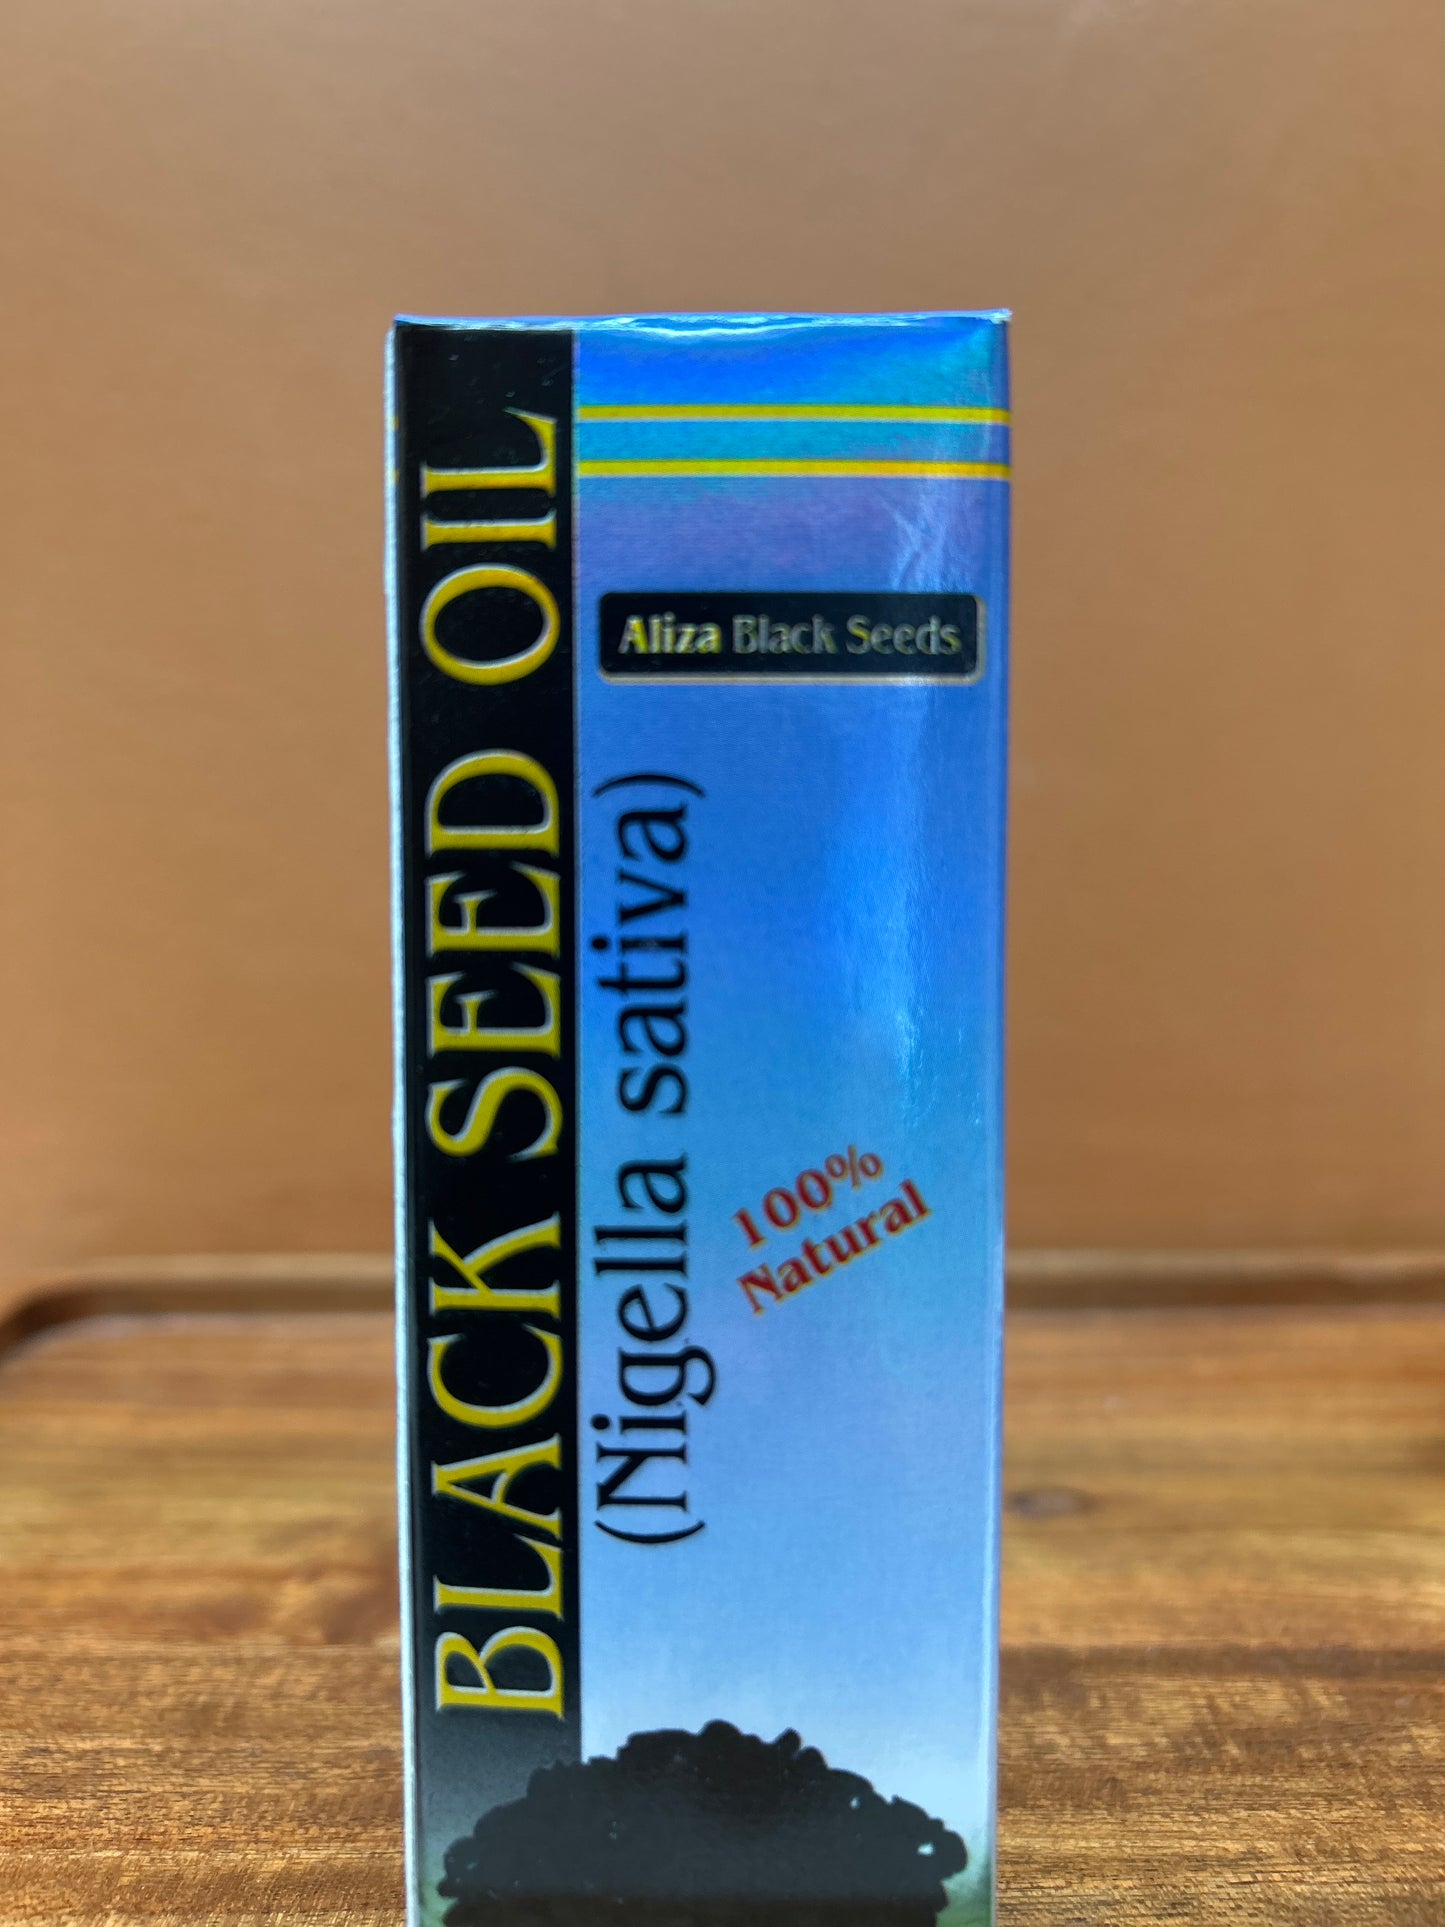 BLACK SEED OIL
Aliza Black Seeds
(Nigella sativa)
100%
Natural